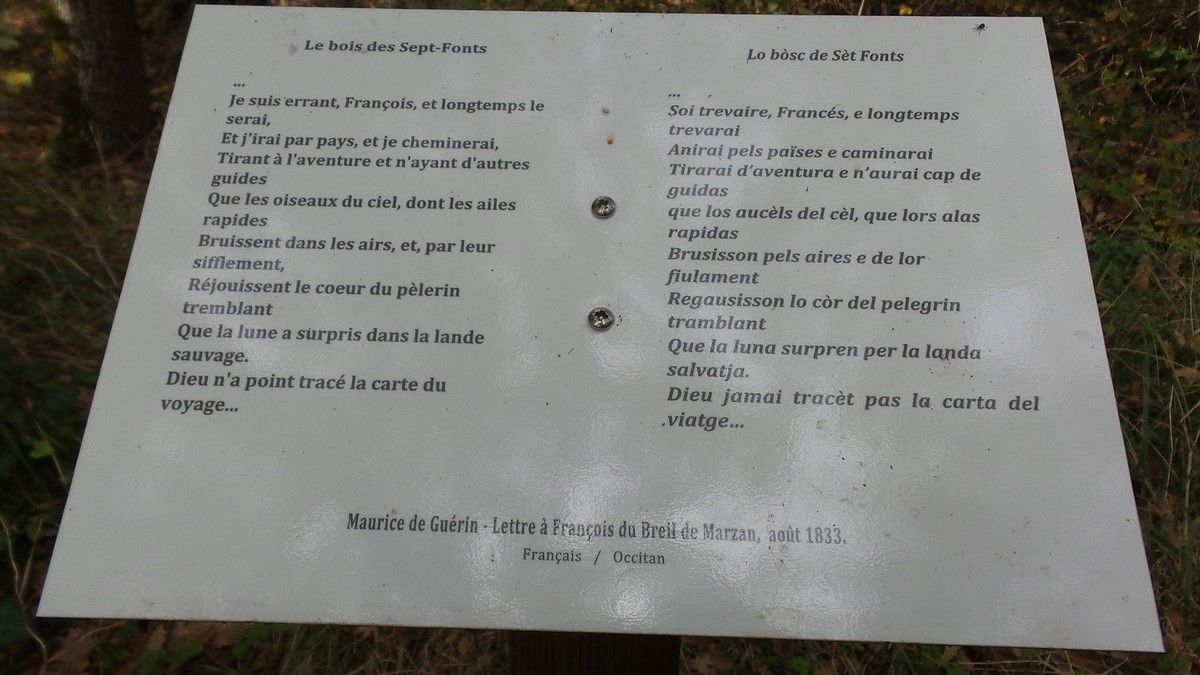 Le bois des Sept-Fonts
...
Je suis errant, François, et longtemps le
serai,
Et j'irai par pays, et je cheminerai,
Tirant à l'aventure et n'ayant d'autres
guides
Que les oiseaux du ciel, dont les ailes
rapides
Bruissent dans les airs, et, par leur
sifflement,
Réjouissent le coeur du pèlerin
tremblant
Que la lune a surpris dans la lande
sauvage.
Dieu n'a point tracé la carte du
voyage...
Lo bòsc de Sèt Fonts
...
Soi trevaire, Francés, e longtemps
trevarai
Anirai pels païses e caminarai
Tirarai d'aventura e n'aurai cap de
guidas
que los aucèls del cèl, que lors alas
rapidas
Brusisson pels aires e de lor
fiulament
Regausisson lo còr del pelegrin
tramblant
Que la luna surpren per la landa
salvatja.
Dieu jamai tracèt pas la carta del
viatge...
Maurice de Guérin - Lettre à François du Breil de Marzan, août 1833.
Français / Occitan